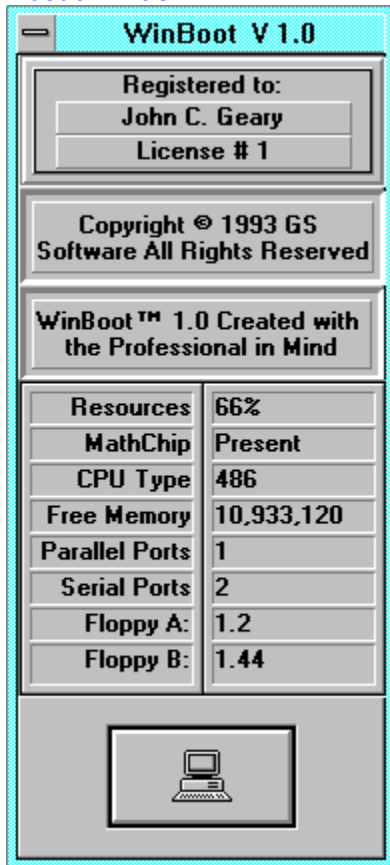 WinBoot V 1.0
Registered to:
John C. Geary
License # 1
Copyright © 1993 GS
Software All Rights Reserved
WinBoot™ 1.0 Created with
the Professional in Mind
Resources 66%
MathChip Present
CPU Type 486
Free Memory 10,933,120
Parallel Ports 1
Serial Ports 2
Floppy A: 1.2
Floppy B: 1.44